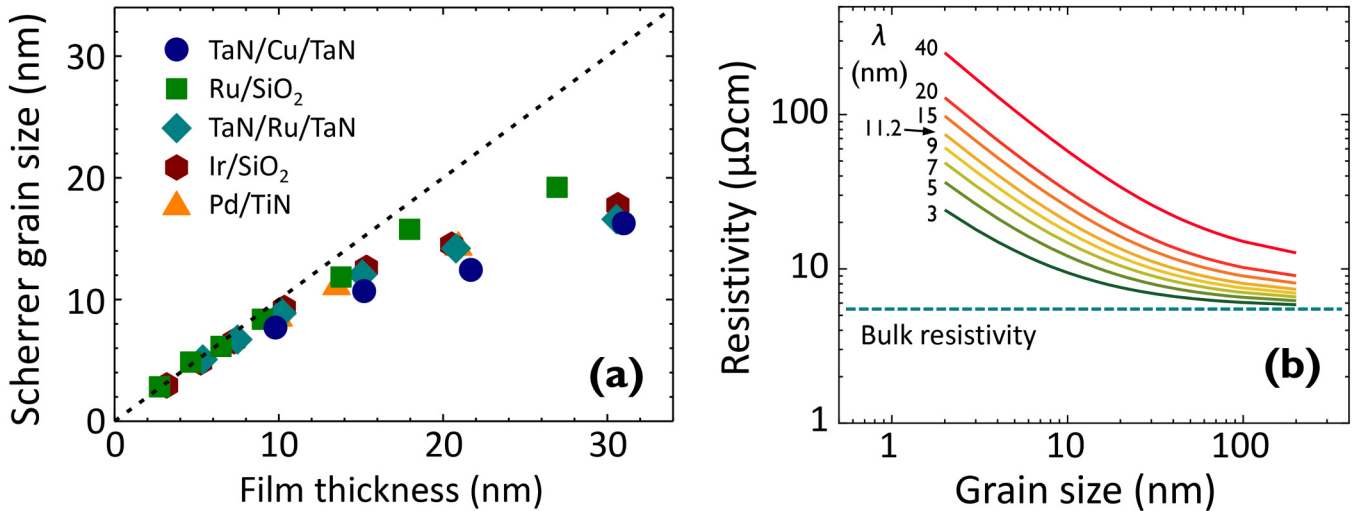 Scherrer grain size (nm)
30
20
10
0
0
10
20
30
Film thickness (nm)
TaN/Cu/TaN
Ru/SiO₂
TaN/Ru/TaN
Ir/SiO₂
Pd/TiN
(a)
Resistivity (μΩcm)
100
10
1
1
10
100
Grain size (nm)
λ
(nm)
40
20
15
11.2
9
7
5
3
Bulk resistivity
(b)